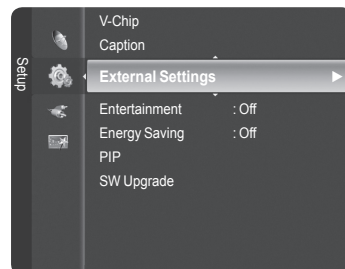 Setup
V-Chip
Caption
External Settings
Entertainment : Off
Energy Saving : Off
PIP
SW Upgrade